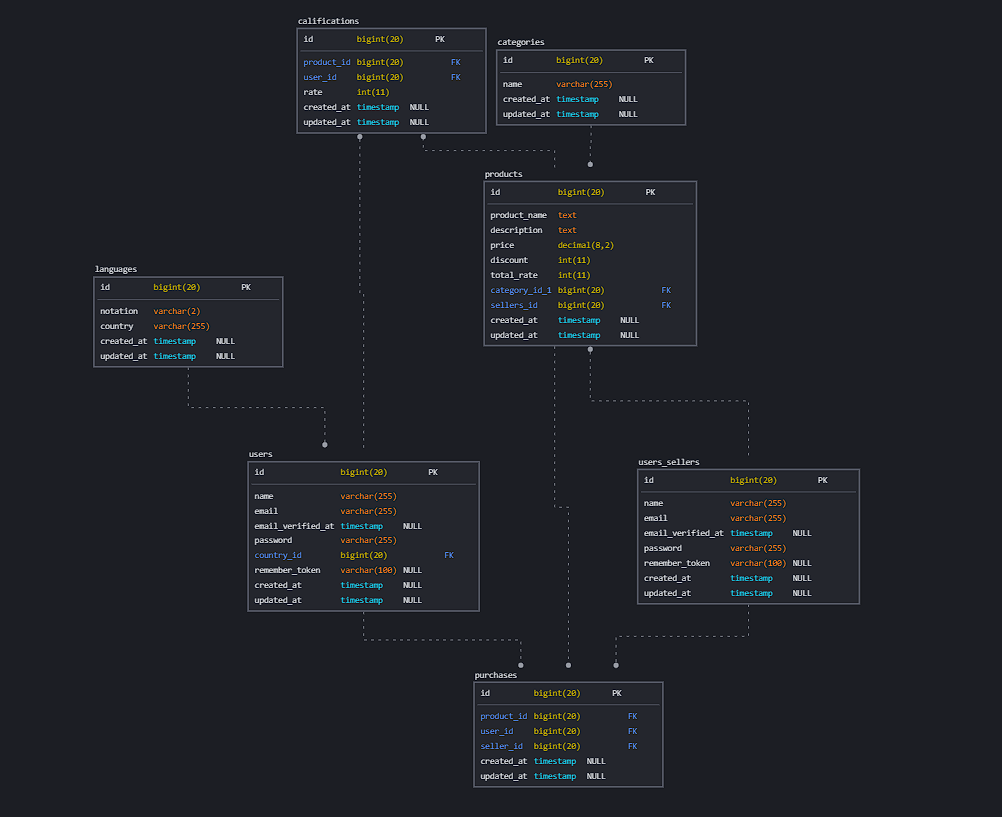 califications
id bigint(20) PK
product_id bigint(20) FK
user_id bigint(20) FK
rate int(11)
created_at timestamp NULL
updated_at timestamp NULL
categories
id bigint(20) PK
name varchar(255)
created_at timestamp NULL
updated_at timestamp NULL
products
id bigint(20) PK
product_name text
description text
price decimal(8,2)
discount int(11)
total_rate int(11)
category_id_1 bigint(20) FK
sellers_id bigint(20) FK
created_at timestamp NULL
updated_at timestamp NULL
languages
id bigint(20) PK
notation varchar(2)
country varchar(255)
created_at timestamp NULL
updated_at timestamp NULL
users
id bigint(20) PK
name varchar(255)
email varchar(255)
email_verified_at timestamp NULL
password varchar(255)
country_id bigint(20) FK
remember_token varchar(100) NULL
created_at timestamp NULL
updated_at timestamp NULL
users_sellers
id bigint(20) PK
name varchar(255)
email varchar(255)
email_verified_at timestamp NULL
password varchar(255)
remember_token varchar(100) NULL
created_at timestamp NULL
updated_at timestamp NULL
purchases
id bigint(20) PK
product_id bigint(20) FK
user_id bigint(20) FK
seller_id bigint(20) FK
created_at timestamp NULL
updated_at timestamp NULL